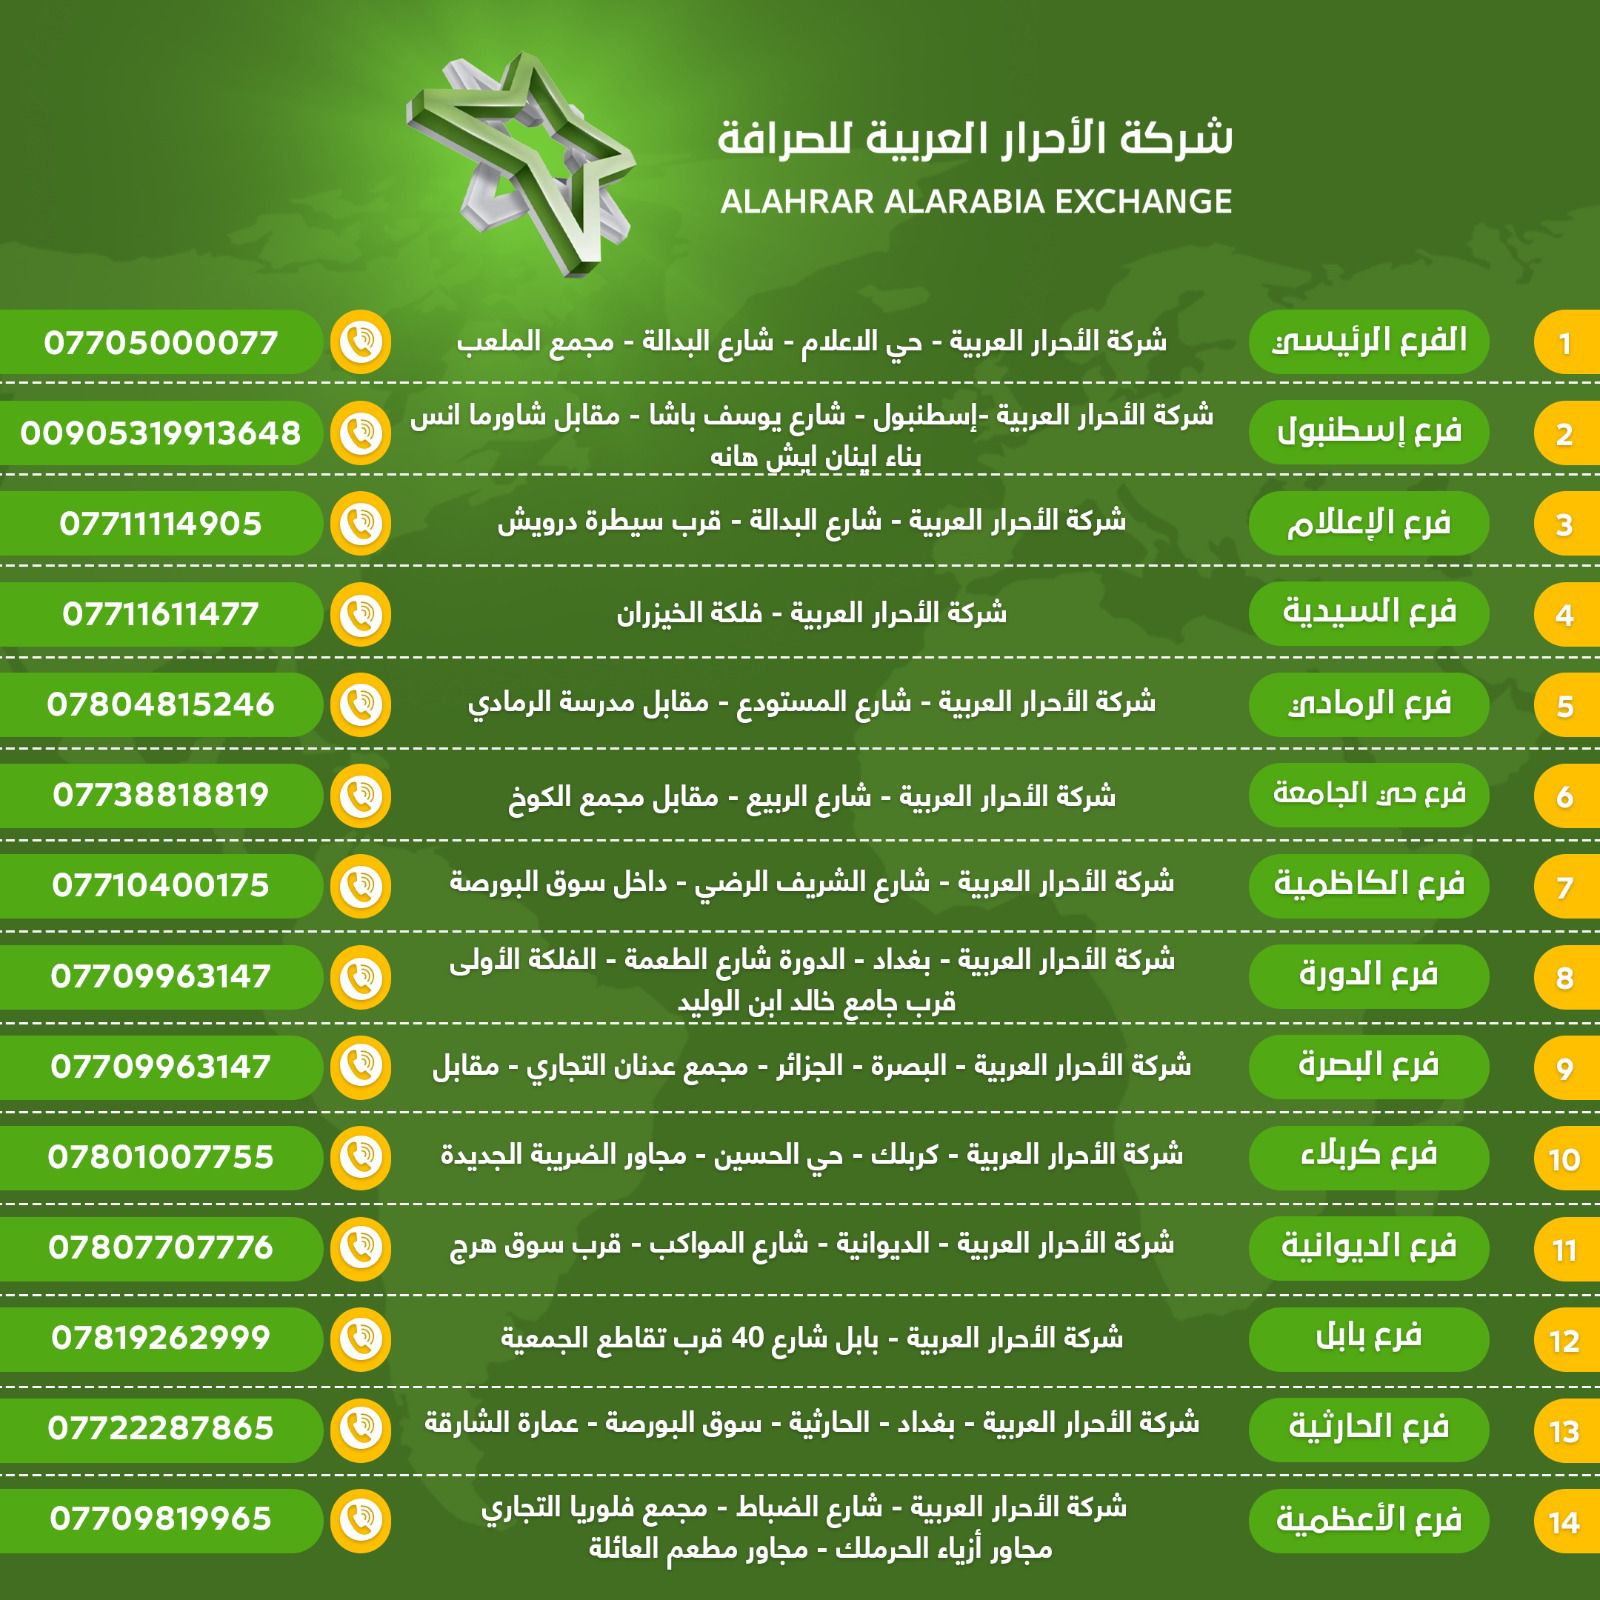 شركة الأحرار العربية للصرافة
ALAHRAR ALARABIA EXCHANGE
1 الفرع الرئيسي شركة الأحرار العربية - حي الاعلام - شارع البدالة - مجمع الملعب 07705000077
2 فرع إسطنبول شركة الأحرار العربية -إسطنبول - شارع يوسف باشا - مقابل شاورما انس 00905319913648
بناء اينان ايش هانه
3 فرع الإعللام شركة الأحرار العربية - شارع البدالة - قرب سيطرة درويش 07711114905
4 فرع السيدية شركة الأحرار العربية - فلكة الخيزران 07711611477
5 فرع الرمادي شركة الأحرار العربية - شارع المستودع - مقابل مدرسة الرمادي 07804815246
6 فرع حي الجامعة شركة الأحرار العربية - شارع الربيع - مقابل مجمع الكوخ 07738818819
7 فرع الكاظمية شركة الأحرار العربية - شارع الشريف الرضي - داخل سوق البورصة 07710400175
8 فرع الدورة شركة الأحرار العربية - بغداد - الدورة شارع الطعمة - الفلكة الأولى 07709963147
قرب جامع خالد ابن الوليد
9 فرع البصرة شركة الأحرار العربية - البصرة - الجزائر - مجمع عدنان التجاري - مقابل 07709963147
10 فرع كربلاء شركة الأحرار العربية - كربلك - حي الحسين - مجاور الضريبة الجديدة 07801007755
11 فرع الديوانية شركة الأحرار العربية - الديوانية - شارع المواكب - قرب سوق هرج 07807707776
12 فرع بابل شركة الأحرار العربية - بابل شارع 40 قرب تقاطع الجمعية 07819262999
13 فرع الحارثية شركة الأحرار العربية - بغداد - الحارثية - سوق البورصة - عمارة الشارقة 07722287865
14 فرع الأعظمية شركة الأحرار العربية - شارع الضباط - مجمع فلوريا التجاري 07709819965
مجاور أزياء الحرملك - مجاور مطعم العائلة